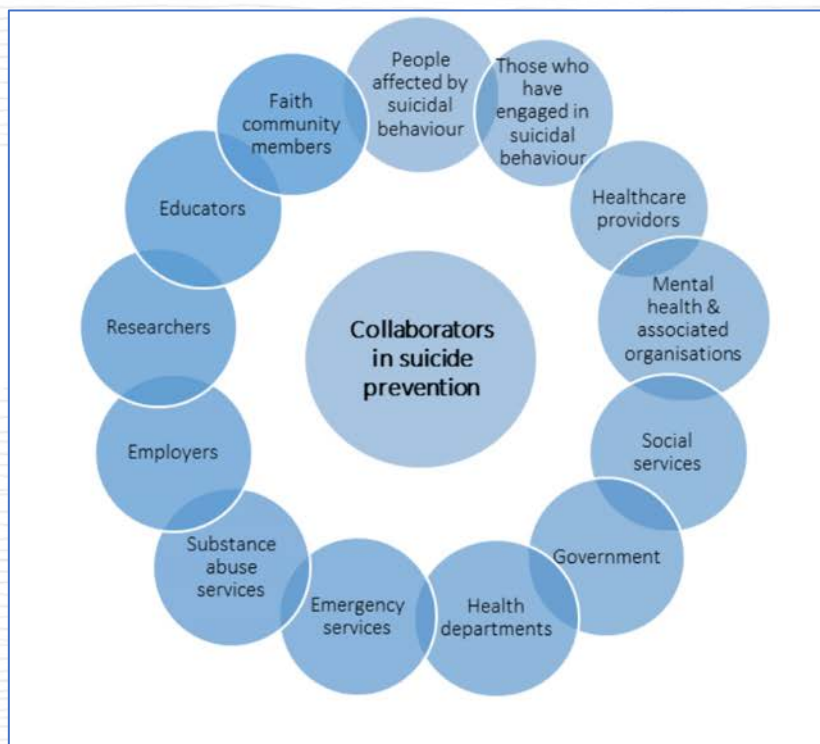 People
affected by
suicidal
behaviour
Those who
have
engaged in
suicidal
behaviour
Healthcare
providors
Mental
health &
associated
organisations
Social
services
Government
Health
departments
Emergency
services
Substance
abuse
services
Employers
Researchers
Educators
Faith
community
members
Collaborators
in suicide
prevention